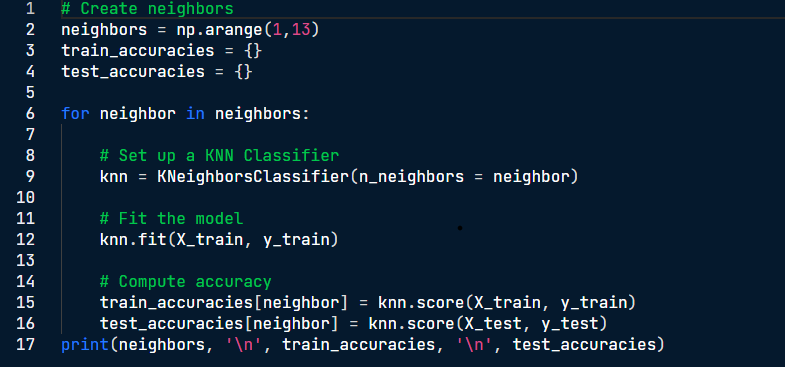 1 # Create neighbors
2 neighbors = np.arange(1,13)
3 train_accuracies = {}
4 test_accuracies = {}
5
6 for neighbor in neighbors:
7
8     # Set up a KNN Classifier
9     knn = KNeighborsClassifier(n_neighbors = neighbor)
10
11     # Fit the model
12     knn.fit(X_train, y_train)
13
14     # Compute accuracy
15     train_accuracies[neighbor] = knn.score(X_train, y_train)
16     test_accuracies[neighbor] = knn.score(X_test, y_test)
17 print(neighbors, '\n', train_accuracies, '\n', test_accuracies)